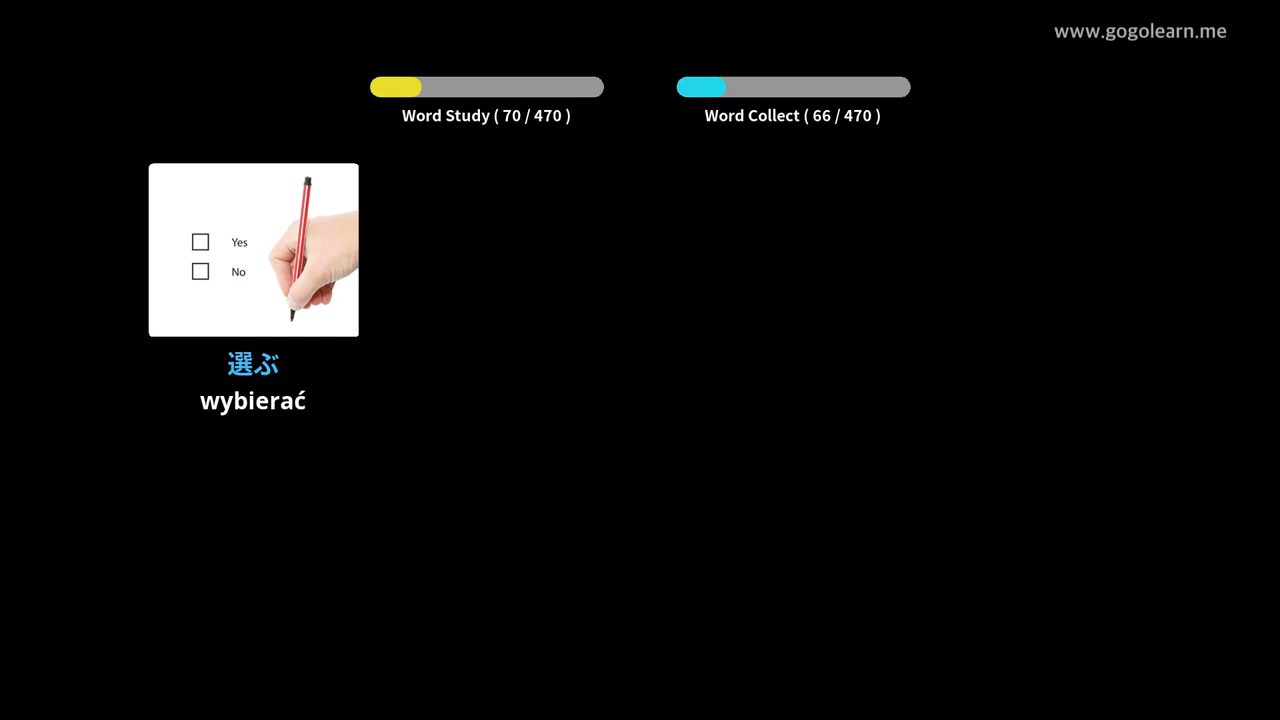 www.gogolearn.me
Word Study ( 70 / 470 )
Word Collect ( 66 / 470 )
Yes
No
選ぶ
wybierać